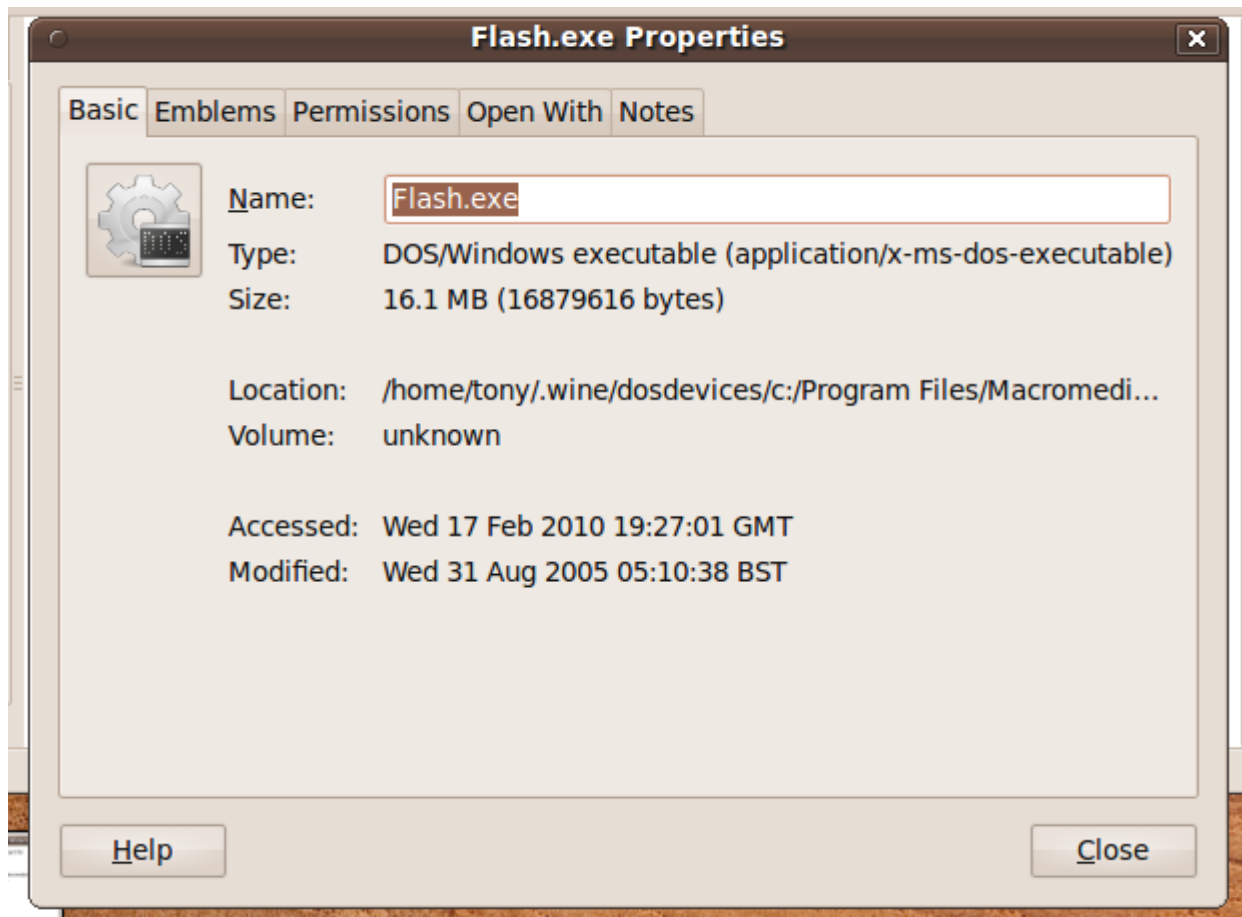 Flash.exe Properties
Basic Emblems Permissions Open With Notes
Name: Flash.exe
Type: DOS/Windows executable (application/x-ms-dos-executable)
Size: 16.1 MB (16879616 bytes)
Location: /home/tony/.wine/dosdevices/c:/Program Files/Macromedi...
Volume: unknown
Accessed: Wed 17 Feb 2010 19:27:01 GMT
Modified: Wed 31 Aug 2005 05:10:38 BST
Help Close